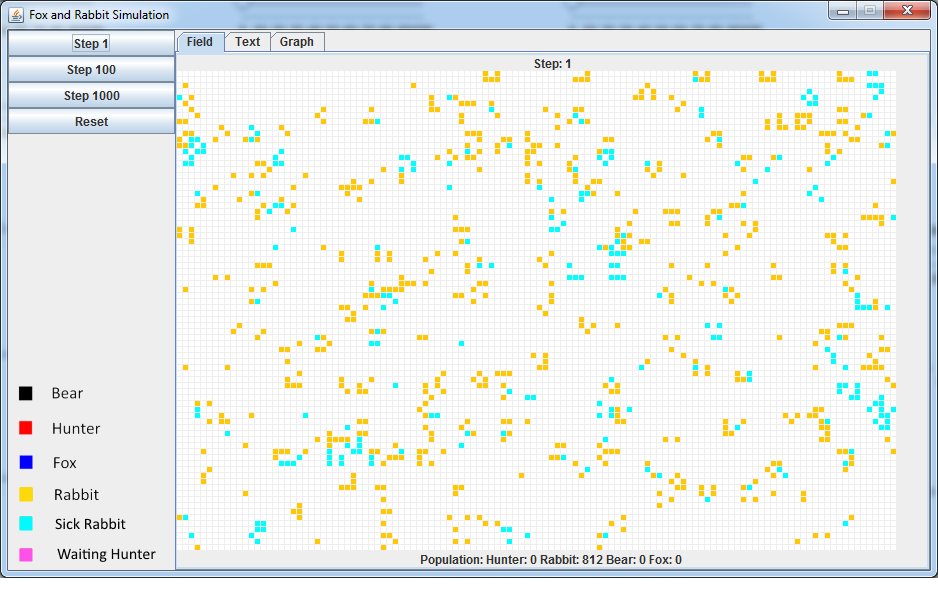 Fox and Rabbit Simulation
Step 1
Step 100
Step 1000
Reset
Field Text Graph
Step: 1
Bear
Hunter
Fox
Rabbit
Sick Rabbit
Waiting Hunter
Population: Hunter: 0 Rabbit: 812 Bear: 0 Fox: 0